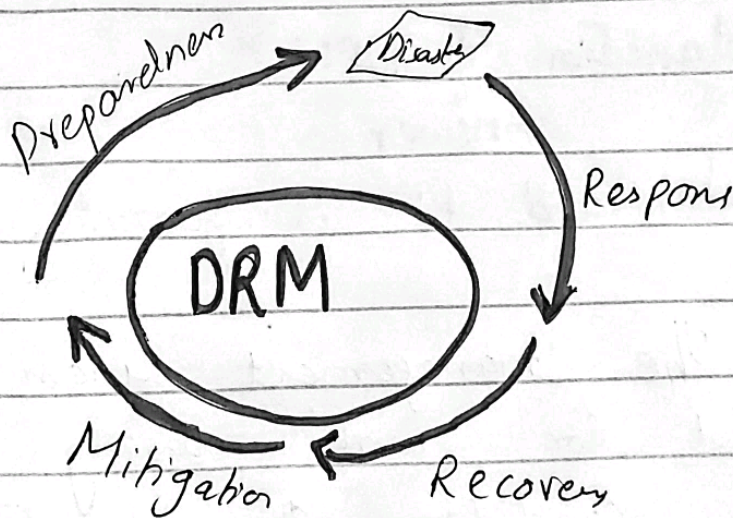 Preparedness
Disaster
Respons
DRM
Mitigation
Recovery